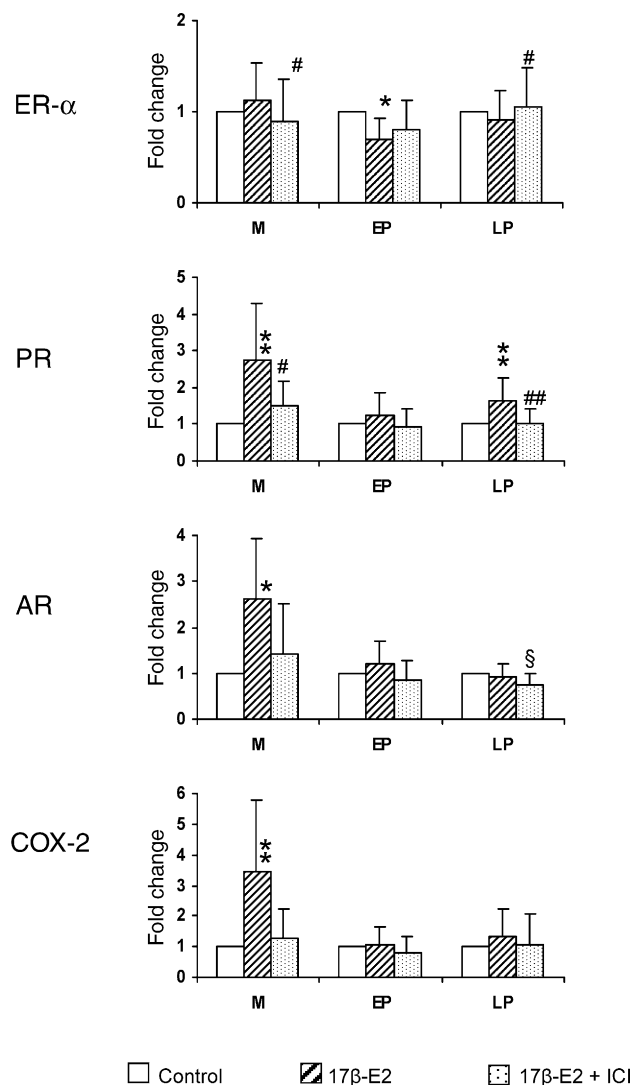 ER-α
Fold change
2
1
0
#
*
#
M EP LP
PR
Fold change
5
4
3
2
1
0
**
#
**
##
M EP LP
AR
Fold change
4
3
2
1
0
*
§
M EP LP
COX-2
Fold change
6
5
4
3
2
1
0
**
M EP LP
Control 17β-E2 17β-E2 + ICI